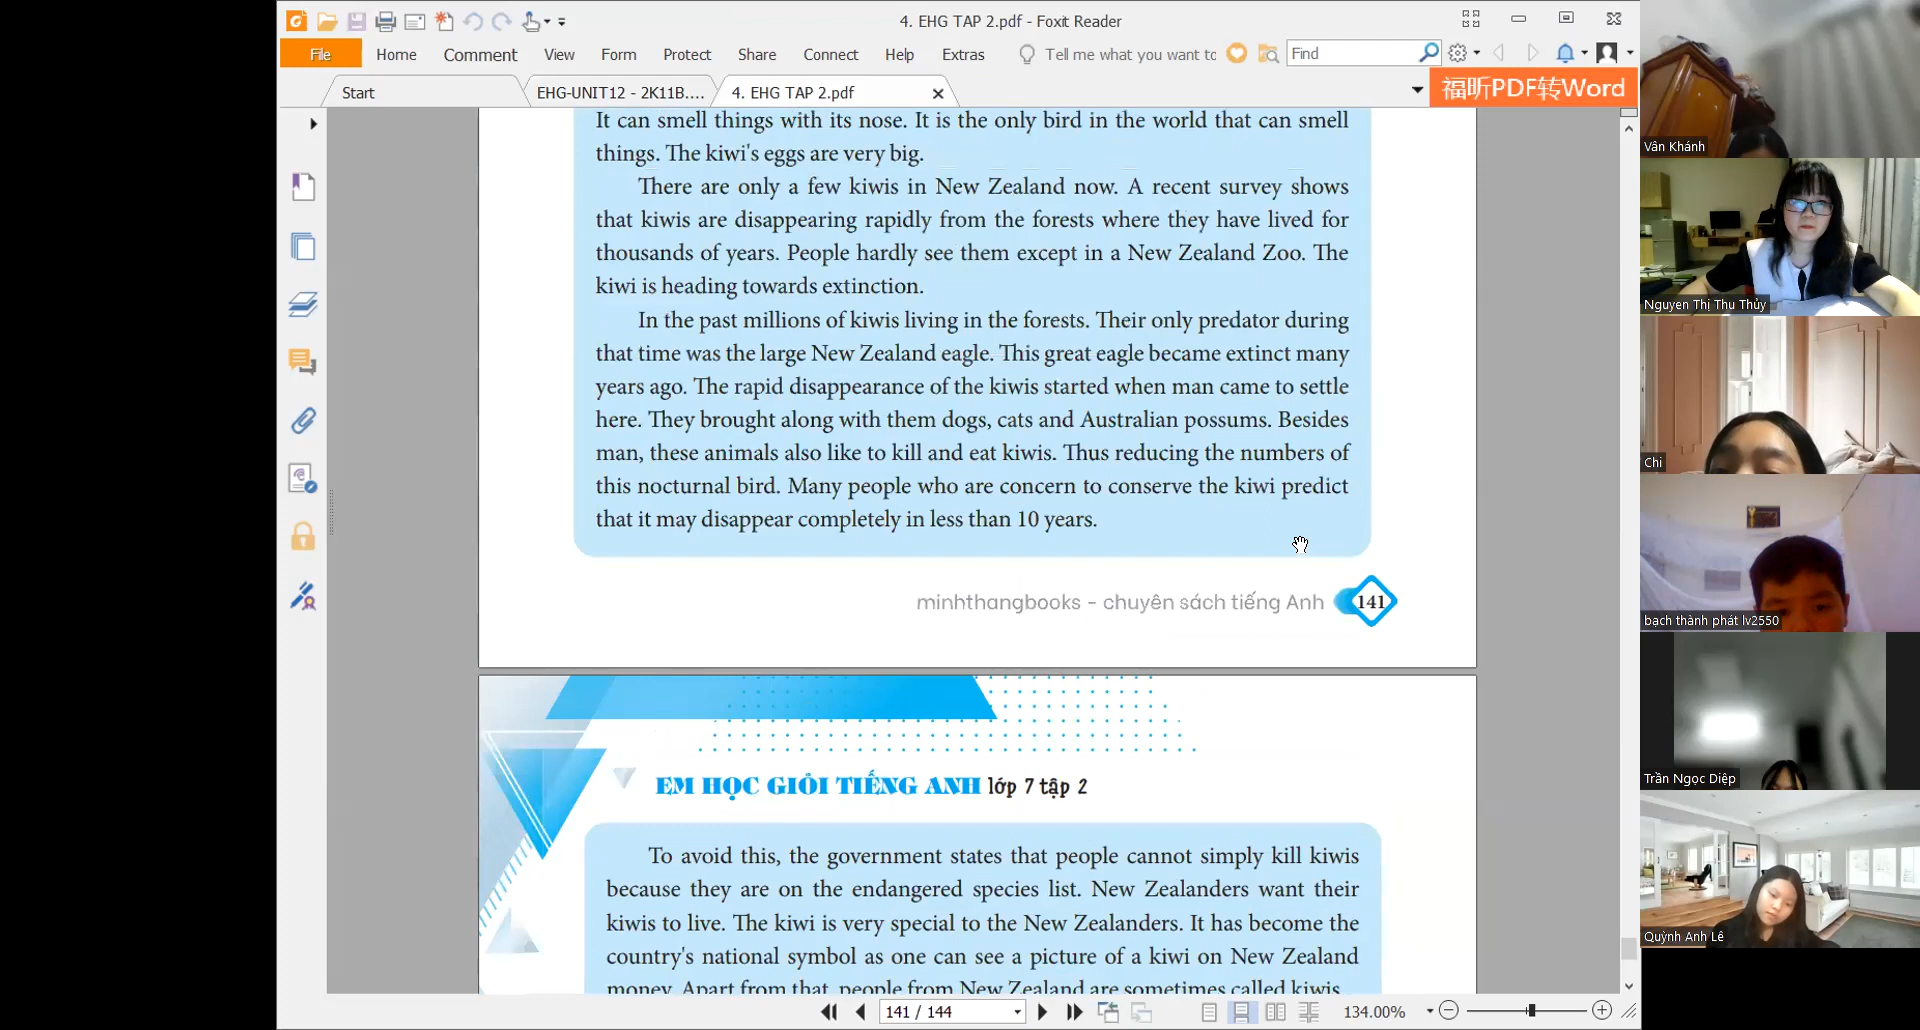 4. EHG TAP 2.pdf - Foxit Reader
File Home Comment View Form Protect Share Connect Help Extras Tell me what you want to Find
Start EHG-UNIT12 - 2K11B.... 4. EHG TAP 2.pdf
福昕PDF转Word
It can smell things with its nose. It is the only bird in the world that can smell
things. The kiwi's eggs are very big.
There are only a few kiwis in New Zealand now. A recent survey shows
that kiwis are disappearing rapidly from the forests where they have lived for
thousands of years. People hardly see them except in a New Zealand Zoo. The
kiwi is heading towards extinction.
In the past millions of kiwis living in the forests. Their only predator during
that time was the large New Zealand eagle. This great eagle became extinct many
years ago. The rapid disappearance of the kiwis started when man came to settle
here. They brought along with them dogs, cats and Australian possums. Besides
man, these animals also like to kill and eat kiwis. Thus reducing the numbers of
this nocturnal bird. Many people who are concern to conserve the kiwi predict
that it may disappear completely in less than 10 years.
minhthangbooks - chuyên sách tiếng Anh 141
EM HỌC GIỎI TIẾNG ANH lớp 7 tập 2
To avoid this, the government states that people cannot simply kill kiwis
because they are on the endangered species list. New Zealanders want their
kiwis to live. The kiwi is very special to the New Zealanders. It has become the
country's national symbol as one can see a picture of a kiwi on New Zealand
money. Apart from that, people from New Zealand are sometimes called kiwis.
141 / 144
134.00%
Vân Khánh
Nguyen Thị Thu Thủy
Chi
bạch thành phát lv2550
Trần Ngọc Diệp
Quỳnh Anh Lê